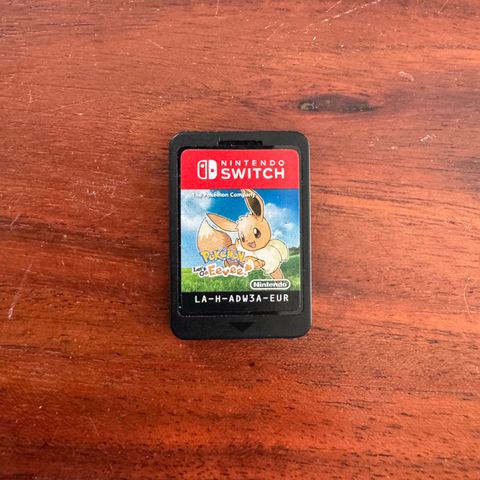 NINTENDO
SWITCH
The Pokémon Company
POKéMON
Let's Go Eevee!
Nintendo
LA-H-ADW3A-EUR